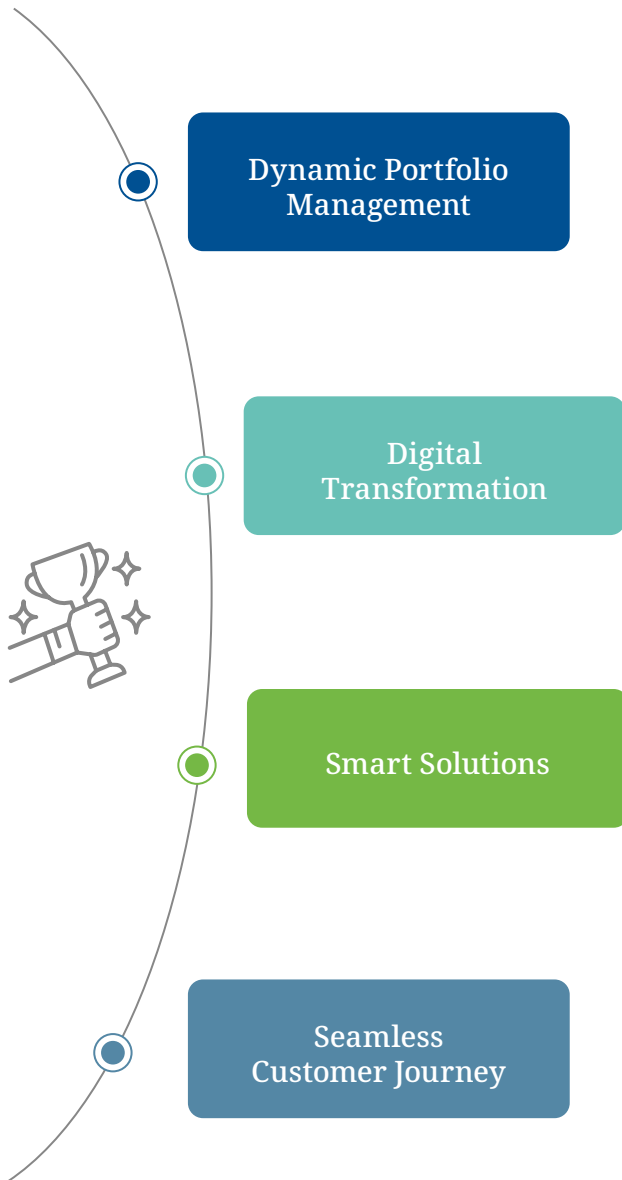 Dynamic Portfolio
Management
Digital
Transformation
Smart Solutions
Seamless
Customer Journey